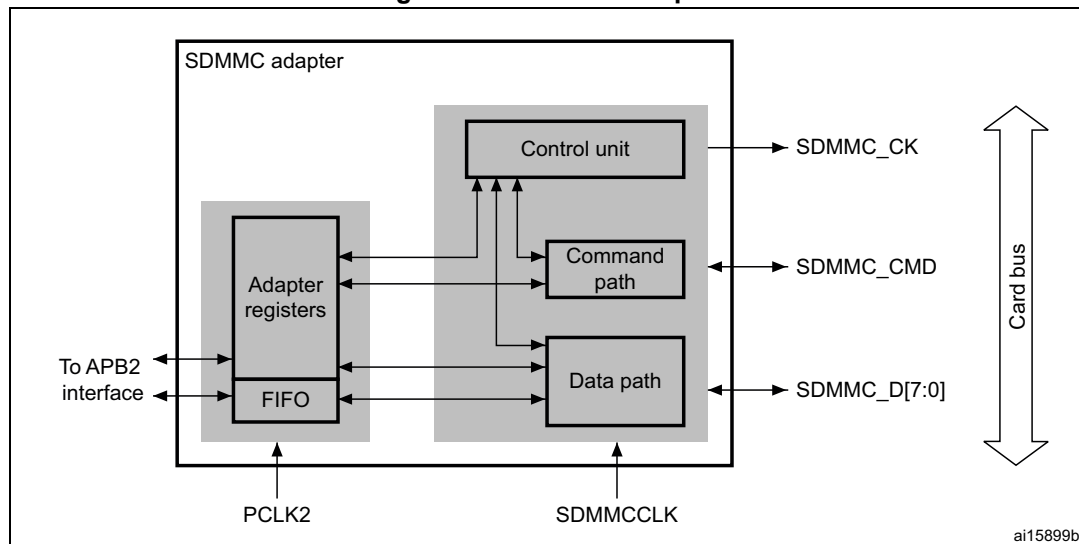 SDMMC adapter
Control unit
SDMMC_CK
Adapter
registers
Command
path
SDMMC_CMD
Card bus
To APB2
interface
FIFO
Data path
SDMMC_D[7:0]
PCLK2
SDMMCCLK
ai15899b